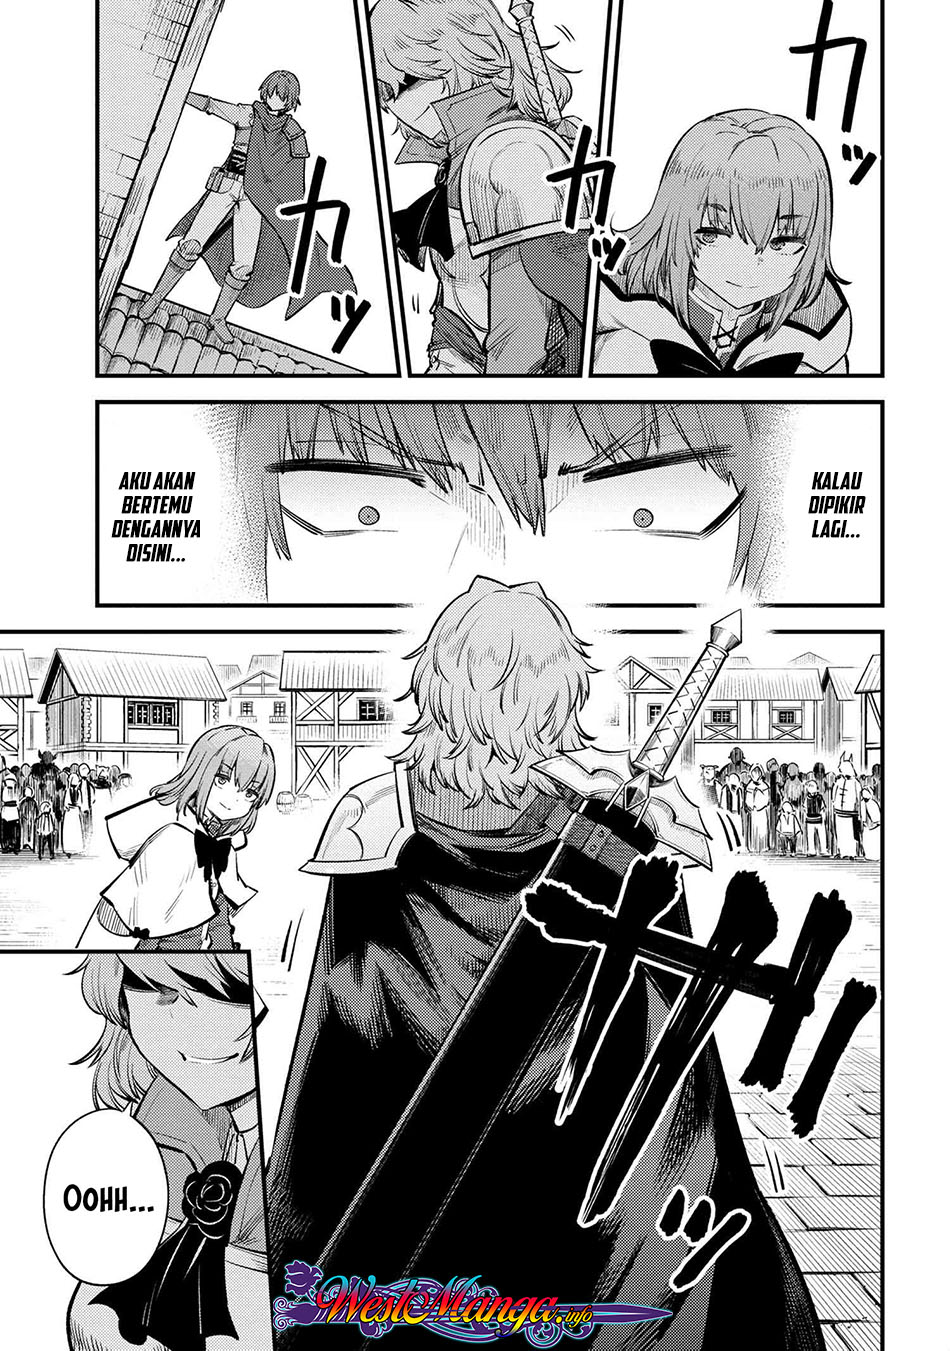 カッ
カッ
カッ
KALAU
DIPIKIR
LAGI...
AKU AKAN
BERTEMU
DENGANNYA
DISINI...
ザッ
OOHH...
WESTMANGA.info